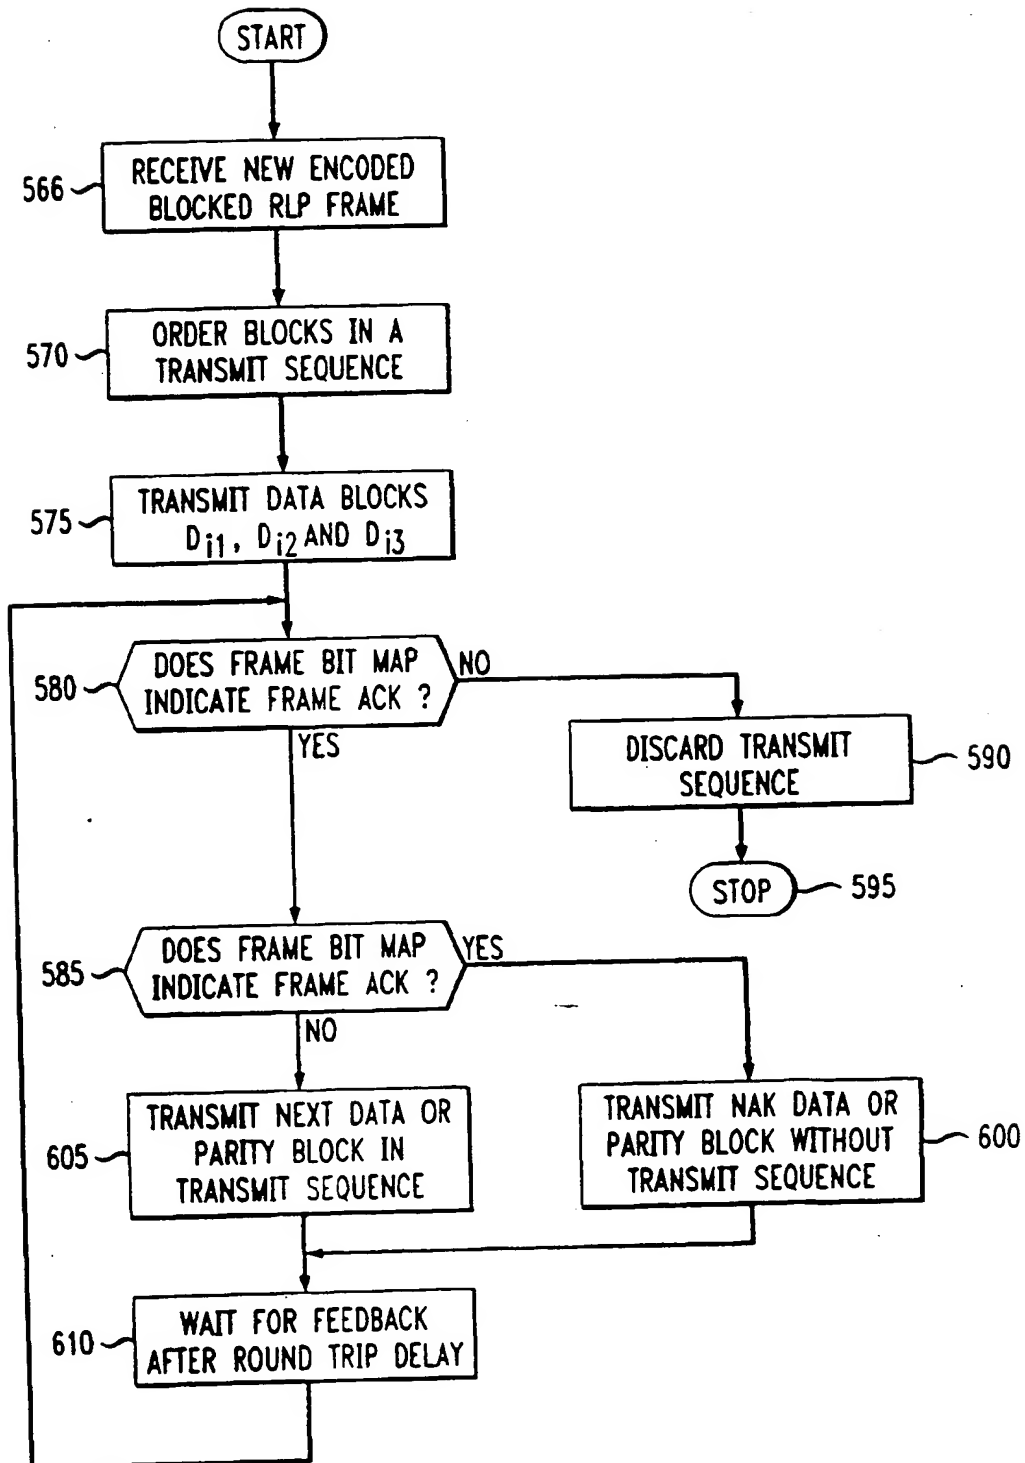 START
566
RECEIVE NEW ENCODED
BLOCKED RLP FRAME
570
ORDER BLOCKS IN A
TRANSMIT SEQUENCE
575
TRANSMIT DATA BLOCKS
Di1, Di2 AND Di3
580
DOES FRAME BIT MAP
INDICATE FRAME ACK ?
NO
YES
DISCARD TRANSMIT
SEQUENCE
590
STOP
595
585
DOES FRAME BIT MAP
INDICATE FRAME ACK ?
YES
NO
605
TRANSMIT NEXT DATA OR
PARITY BLOCK IN
TRANSMIT SEQUENCE
TRANSMIT NAK DATA OR
PARITY BLOCK WITHOUT
TRANSMIT SEQUENCE
600
610
WAIT FOR FEEDBACK
AFTER ROUND TRIP DELAY